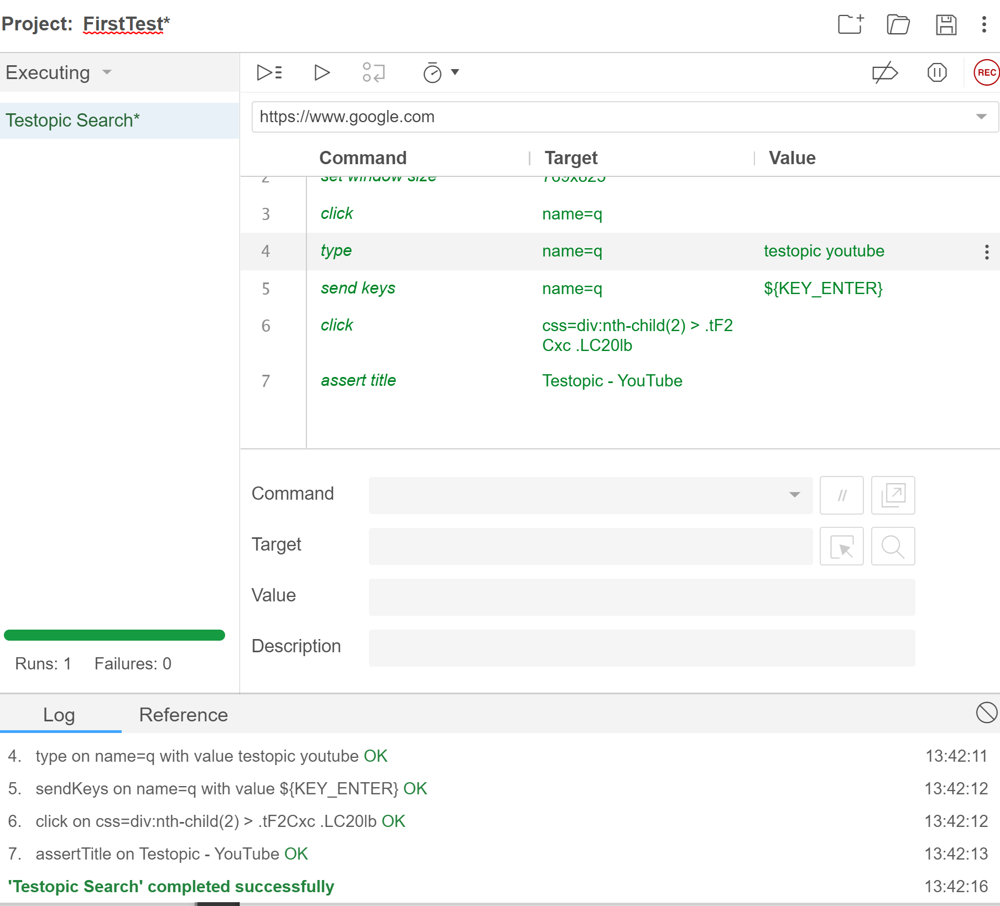 Project: FirstTest*
Executing
REC
Testopic Search*
https://www.google.com
Command Target Value
2 set window size
3 click name=q
4 type name=q testopic youtube
5 send keys name=q ${KEY_ENTER}
6 click css=div:nth-child(2) > .tF2
Cxc .LC20lb
7 assert title Testopic - YouTube
Command //
Target
Value
Description
Runs: 1 Failures: 0
Log Reference
4. type on name=q with value testopic youtube OK 13:42:11
5. sendKeys on name=q with value ${KEY_ENTER} OK 13:42:12
6. click on css=div:nth-child(2) > .tF2Cxc .LC20lb OK 13:42:12
7. assertTitle on Testopic - YouTube OK 13:42:13
'Testopic Search' completed successfully 13:42:16